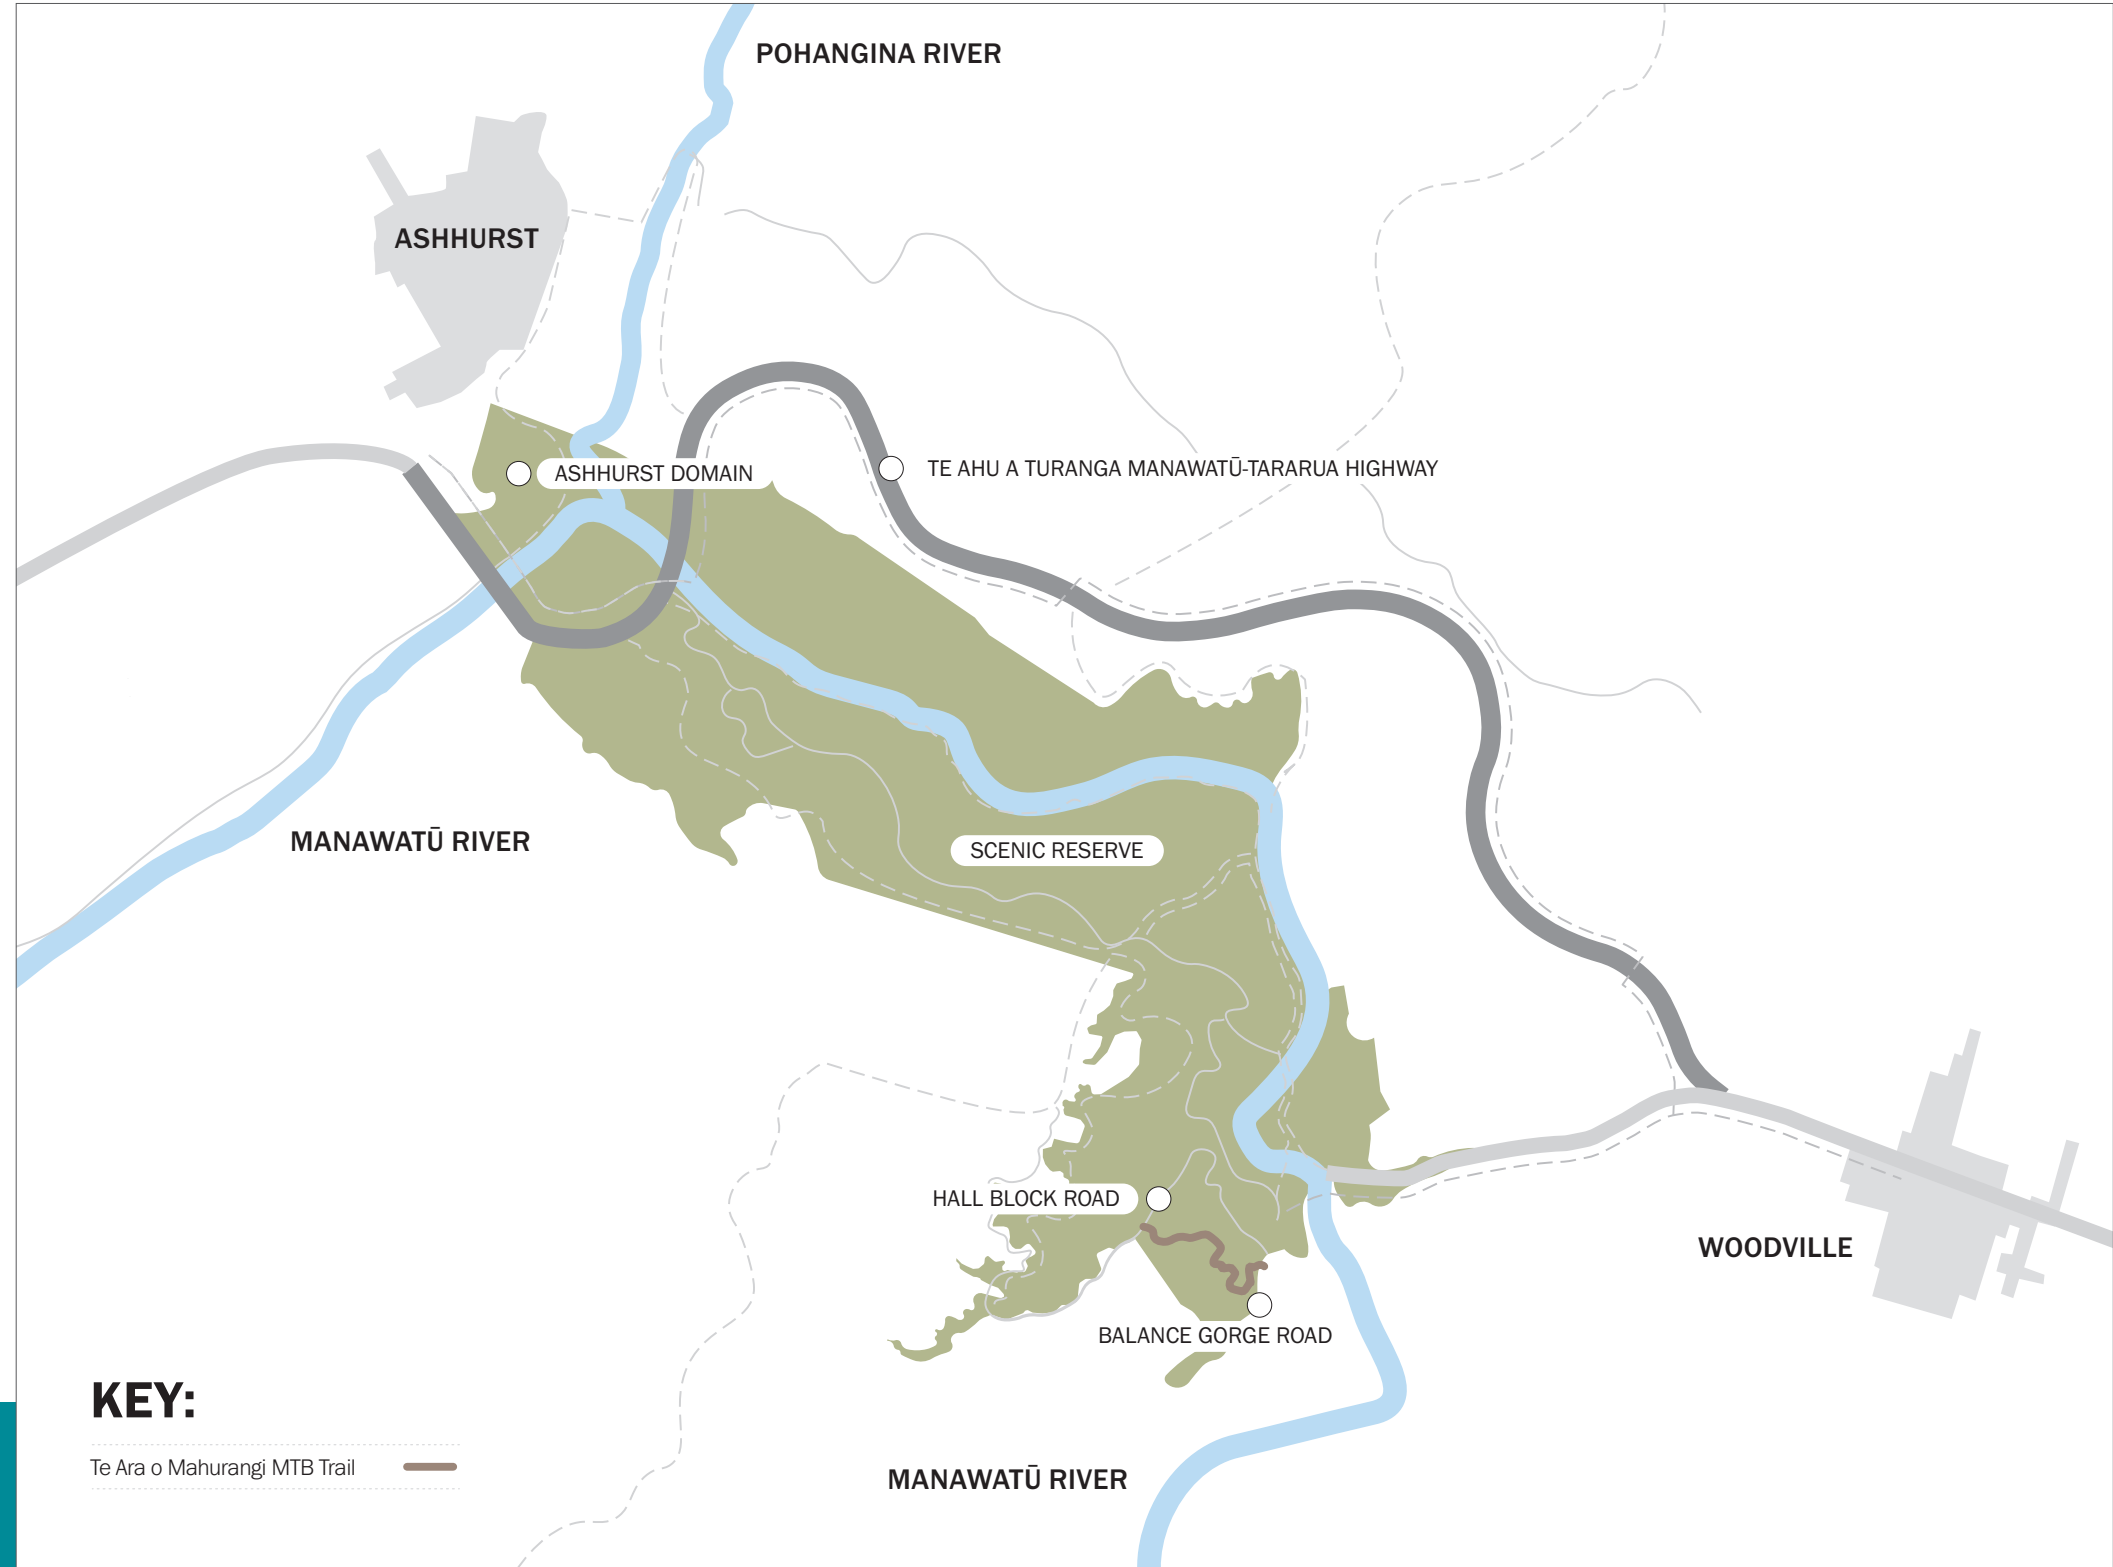 POHANGINA RIVER
ASHHURST
ASHHURST DOMAIN
TE AHU A TURANGA MANAWATŪ-TARARUA HIGHWAY
MANAWATŪ RIVER
SCENIC RESERVE
HALL BLOCK ROAD
WOODVILLE
BALANCE GORGE ROAD
KEY:
Te Ara o Mahurangi MTB Trail
MANAWATŪ RIVER